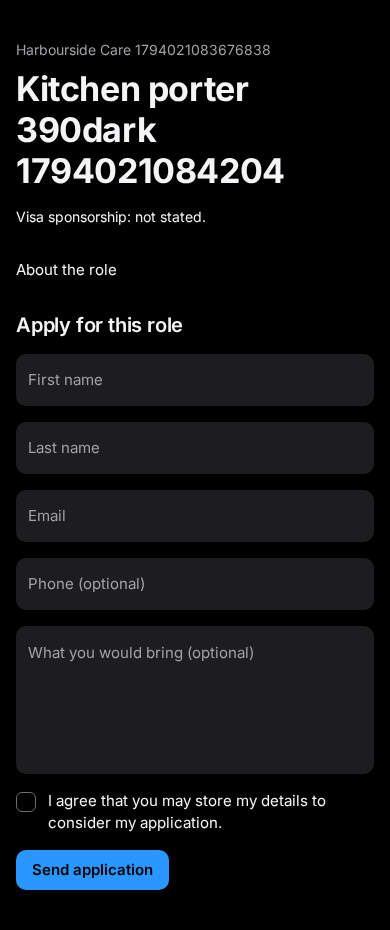 Harbourside Care 1794021083676838
Kitchen porter
390dark
1794021084204
Visa sponsorship: not stated.
About the role
Apply for this role
First name
Last name
Email
Phone (optional)
What you would bring (optional)
I agree that you may store my details to
consider my application.
Send application